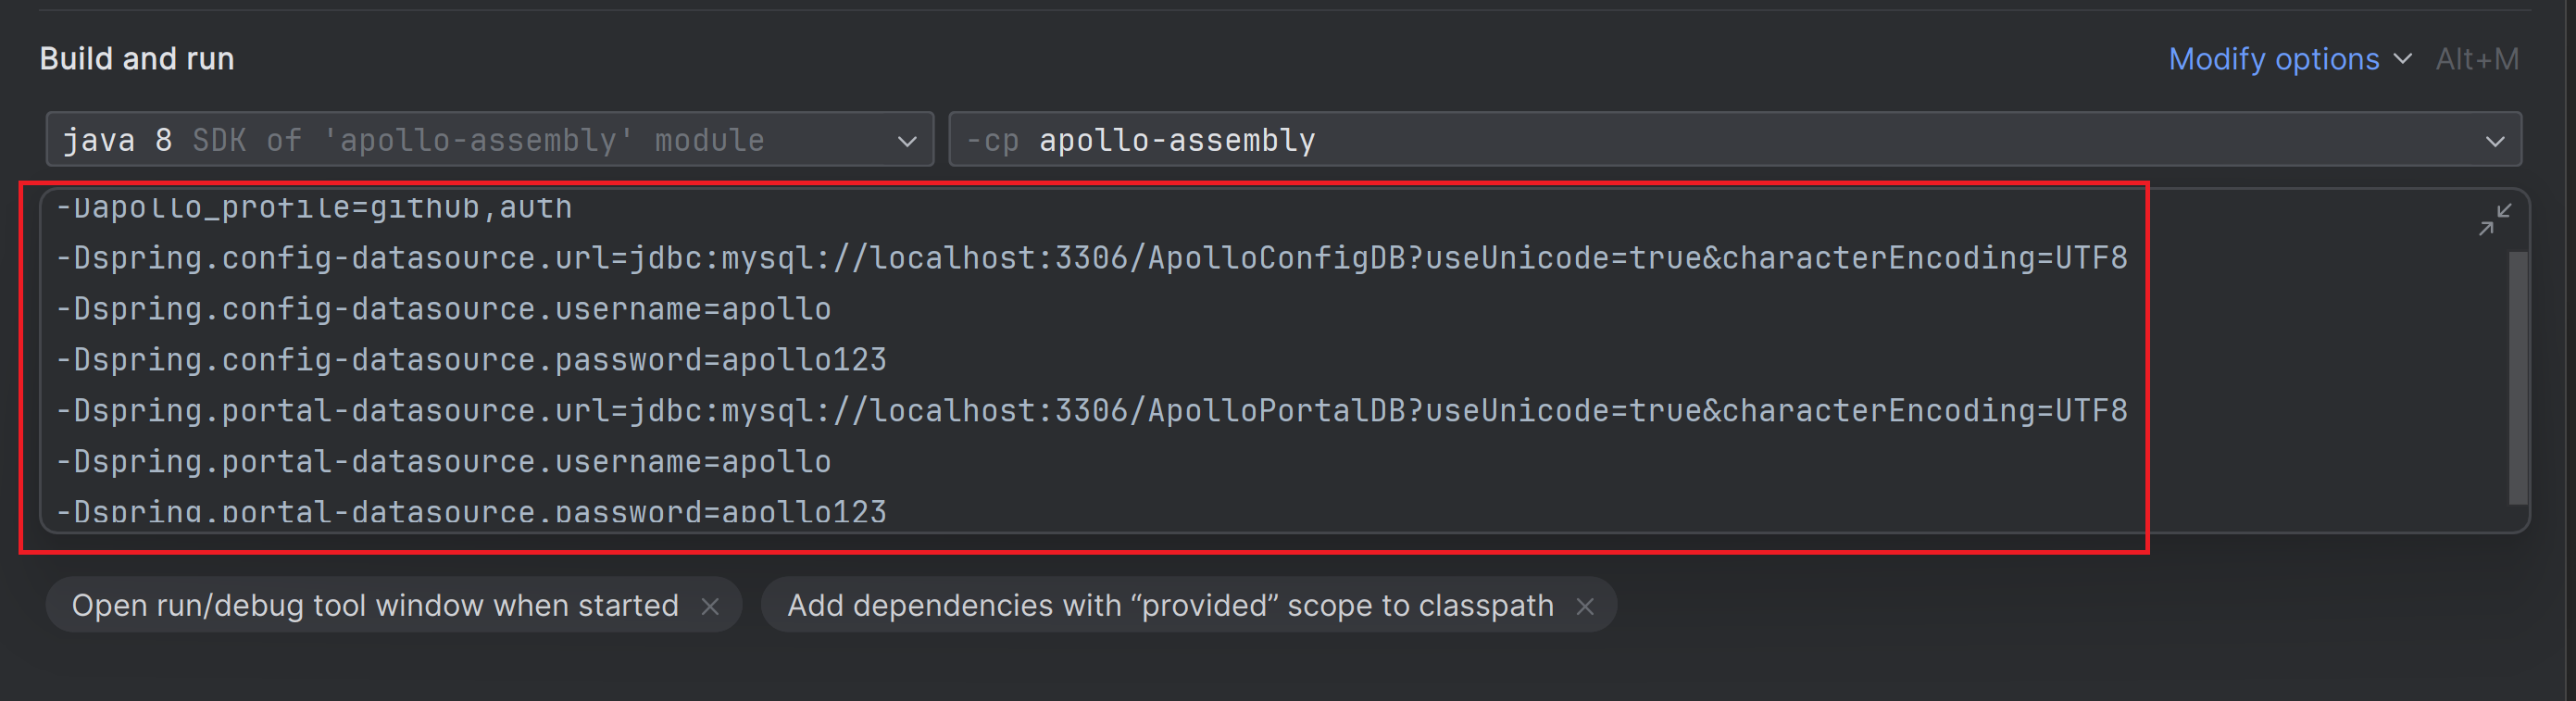 Build and run
Modify options Alt+M
java 8 SDK of 'apollo-assembly' module
-cp apollo-assembly
-Dapollo_profile=github,auth
-Dspring.config-datasource.url=jdbc:mysql://localhost:3306/ApolloConfigDB?useUnicode=true&characterEncoding=UTF8
-Dspring.config-datasource.username=apollo
-Dspring.config-datasource.password=apollo123
-Dspring.portal-datasource.url=jdbc:mysql://localhost:3306/ApolloPortalDB?useUnicode=true&characterEncoding=UTF8
-Dspring.portal-datasource.username=apollo
-Dspring.portal-datasource.password=apollo123
Open run/debug tool window when started ×
Add dependencies with “provided” scope to classpath ×